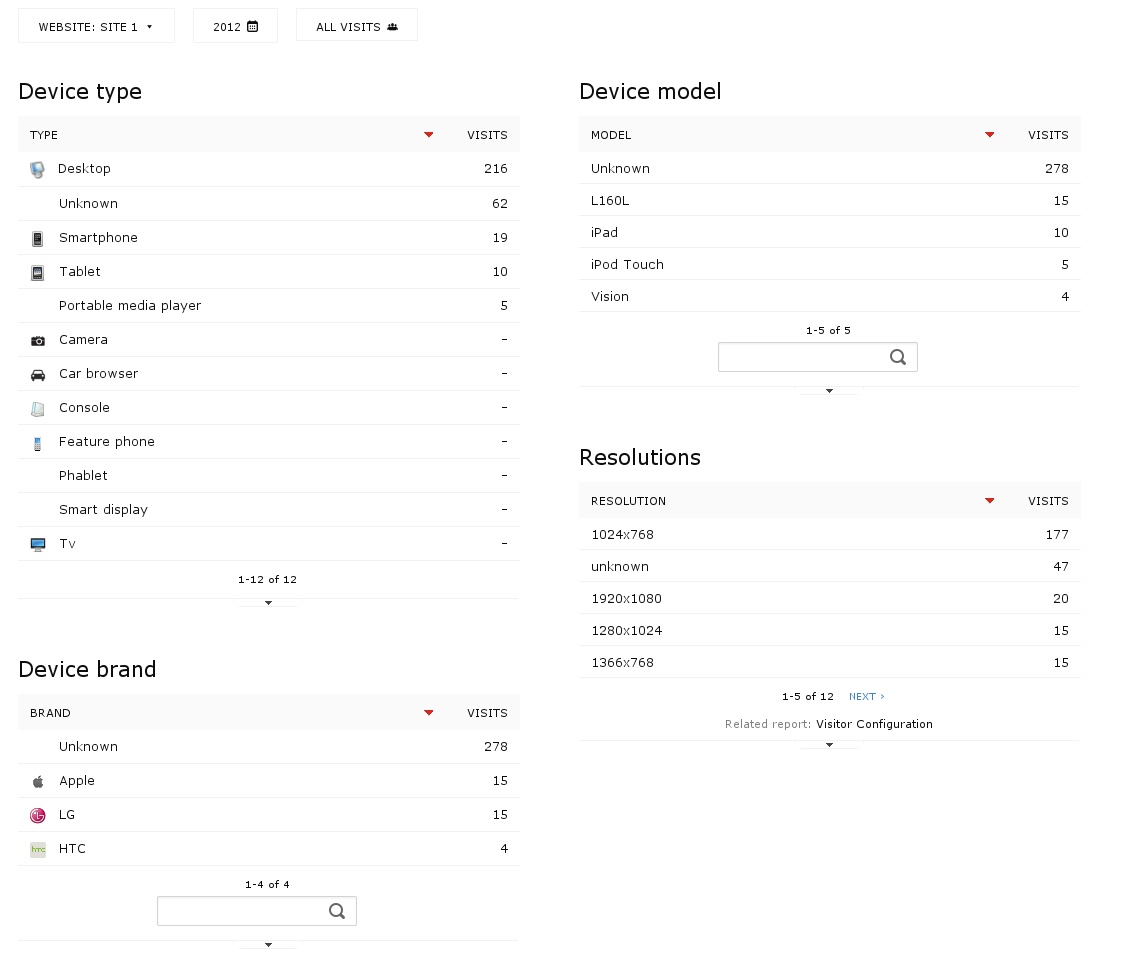 WEBSITE: SITE 1
2012
ALL VISITS
Device type
TYPE VISITS
Desktop 216
Unknown 62
Smartphone 19
Tablet 10
Portable media player 5
Camera -
Car browser -
Console -
Feature phone -
Phablet -
Smart display -
Tv -
1-12 of 12
Device brand
BRAND VISITS
Unknown 278
Apple 15
LG 15
HTC 4
1-4 of 4
Device model
MODEL VISITS
Unknown 278
L160L 15
iPad 10
iPod Touch 5
Vision 4
1-5 of 5
Resolutions
RESOLUTION VISITS
1024x768 177
unknown 47
1920x1080 20
1280x1024 15
1366x768 15
1-5 of 12 NEXT ›
Related report: Visitor Configuration